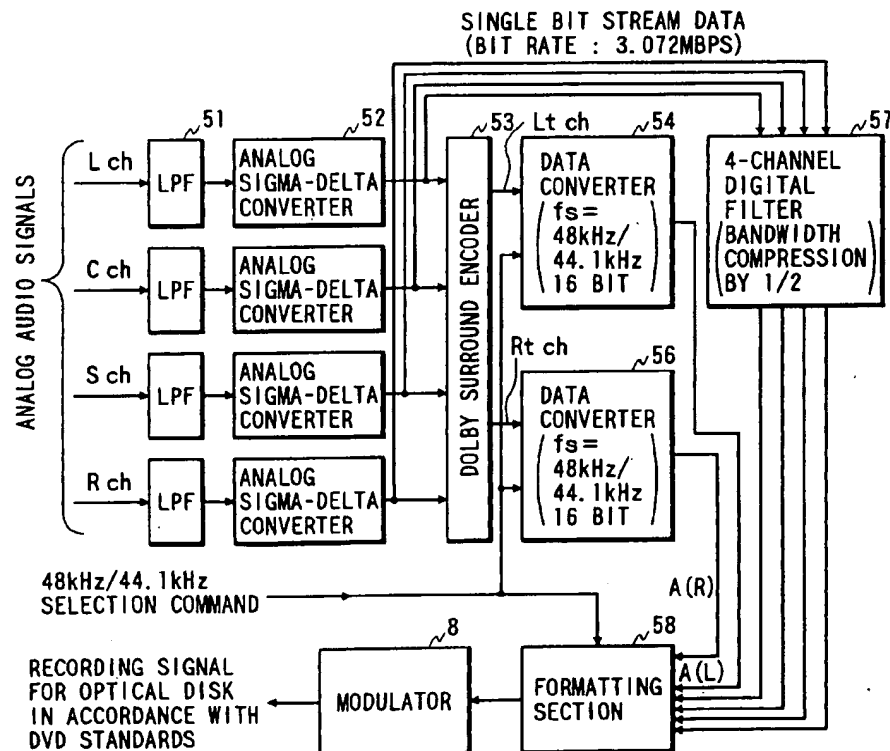 SINGLE BIT STREAM DATA
(BIT RATE : 3.072MBPS)
51
52
53
Lt ch
54
57
ANALOG AUDIO SIGNALS
L ch
LPF
ANALOG
SIGMA-DELTA
CONVERTER
C ch
LPF
ANALOG
SIGMA-DELTA
CONVERTER
S ch
LPF
ANALOG
SIGMA-DELTA
CONVERTER
R ch
LPF
ANALOG
SIGMA-DELTA
CONVERTER
DOLBY SURROUND ENCODER
DATA
CONVERTER
(fs=
48kHz/
44.1kHz
16 BIT)
4-CHANNEL
DIGITAL
FILTER
(BANDWIDTH
COMPRESSION
BY 1/2)
Rt ch
56
DATA
CONVERTER
(fs=
48kHz/
44.1kHz
16 BIT)
48kHz/44.1kHz
SELECTION COMMAND
A(R)
A(L)
8
58
RECORDING SIGNAL
FOR OPTICAL DISK
IN ACCORDANCE WITH
DVD STANDARDS
MODULATOR
FORMATTING
SECTION